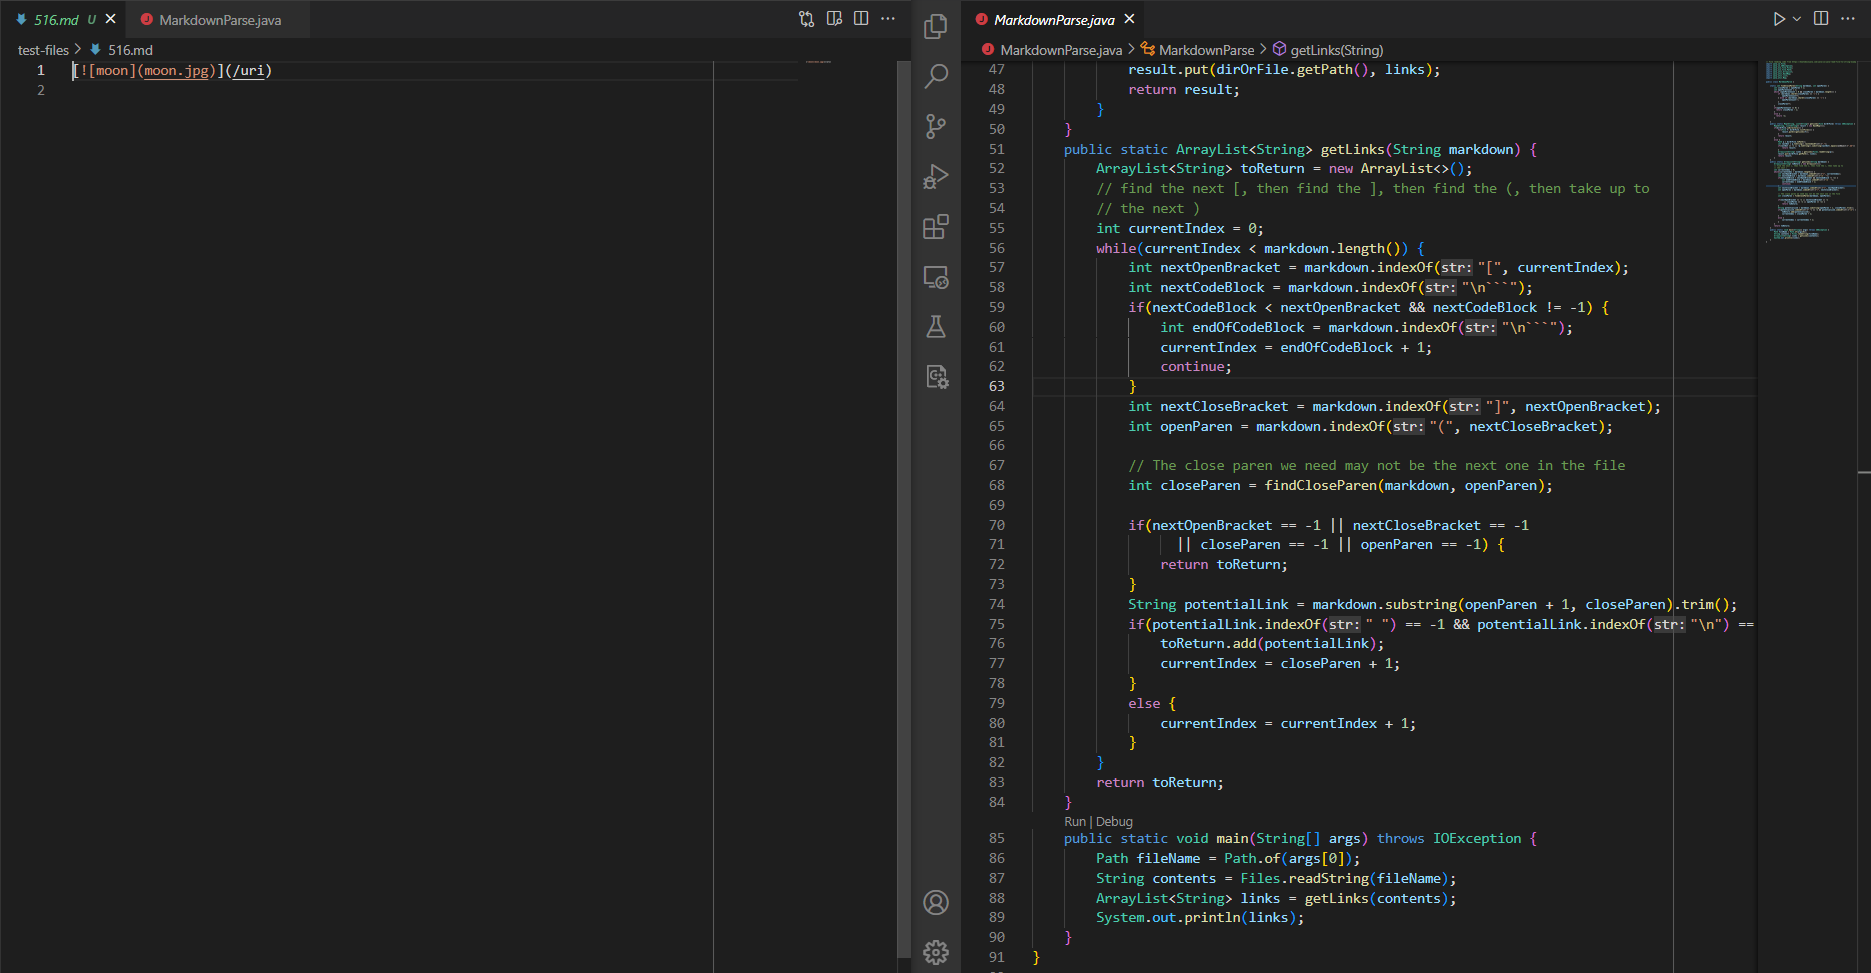 516.md U
MarkdownParse.java
test-files > 516.md
1 [![moon](moon.jpg)](/uri)
2
MarkdownParse.java
MarkdownParse.java > MarkdownParse > getLinks(String)
47 result.put(dirOrFile.getPath(), links);
48 return result;
49 }
50 }
51 public static ArrayList<String> getLinks(String markdown) {
52 ArrayList<String> toReturn = new ArrayList<>();
53 // find the next [, then find the ], then find the (, then take up to
54 // the next )
55 int currentIndex = 0;
56 while(currentIndex < markdown.length()) {
57 int nextOpenBracket = markdown.indexOf(str: "[", currentIndex);
58 int nextCodeBlock = markdown.indexOf(str: "\n```");
59 if(nextCodeBlock < nextOpenBracket && nextCodeBlock != -1) {
60 int endOfCodeBlock = markdown.indexOf(str: "\n```");
61 currentIndex = endOfCodeBlock + 1;
62 continue;
63 }
64 int nextCloseBracket = markdown.indexOf(str: "]", nextOpenBracket);
65 int openParen = markdown.indexOf(str: "(", nextCloseBracket);
66
67 // The close paren we need may not be the next one in the file
68 int closeParen = findCloseParen(markdown, openParen);
69
70 if(nextOpenBracket == -1 || nextCloseBracket == -1
71 || closeParen == -1 || openParen == -1) {
72 return toReturn;
73 }
74 String potentialLink = markdown.substring(openParen + 1, closeParen).trim();
75 if(potentialLink.indexOf(str: " ") == -1 && potentialLink.indexOf(str: "\n") ==
76 toReturn.add(potentialLink);
77 currentIndex = closeParen + 1;
78 }
79 else {
80 currentIndex = currentIndex + 1;
81 }
82 }
83 return toReturn;
84 }
Run | Debug
85 public static void main(String[] args) throws IOException {
86 Path fileName = Path.of(args[0]);
87 String contents = Files.readString(fileName);
88 ArrayList<String> links = getLinks(contents);
89 System.out.println(links);
90 }
91 }